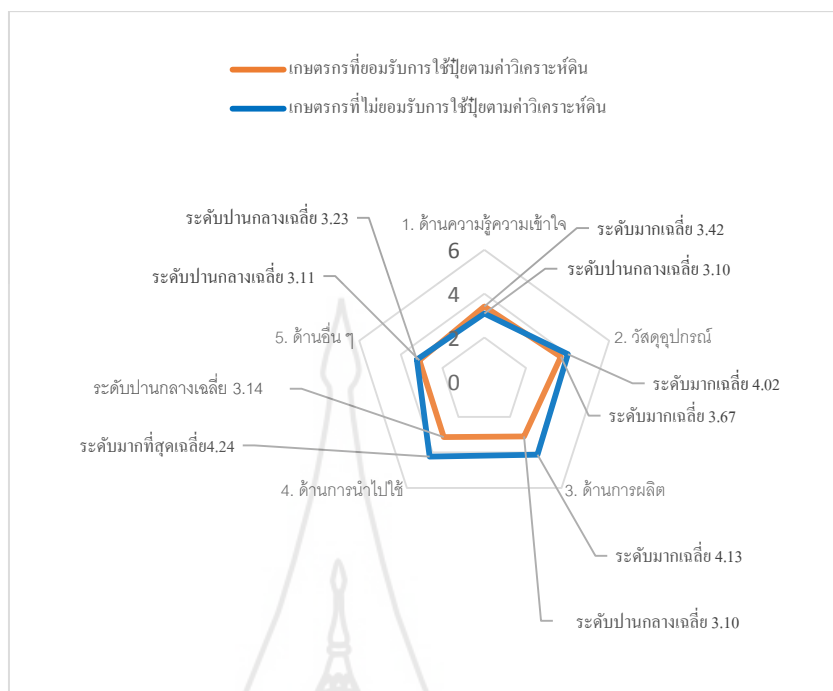 เกษตรกรที่ยอมรับการใช้ปุ๋ยตามค่าวิเคราะห์ดิน
เกษตรกรที่ไม่ยอมรับการใช้ปุ๋ยตามค่าวิเคราะห์ดิน
ระดับปานกลางเฉลี่ย 3.23
1. ด้านความรู้ความเข้าใจ
ระดับมากเฉลี่ย 3.42
6
ระดับปานกลางเฉลี่ย 3.10
ระดับปานกลางเฉลี่ย 3.11
4
5. ด้านอื่น ๆ
2. วัสดุอุปกรณ์
2
0
ระดับมากเฉลี่ย 4.02
ระดับปานกลางเฉลี่ย 3.14
ระดับมากเฉลี่ย 3.67
ระดับมากที่สุดเฉลี่ย4.24
4. ด้านการนำไปใช้
3. ด้านการผลิต
ระดับมากเฉลี่ย 4.13
ระดับปานกลางเฉลี่ย 3.10